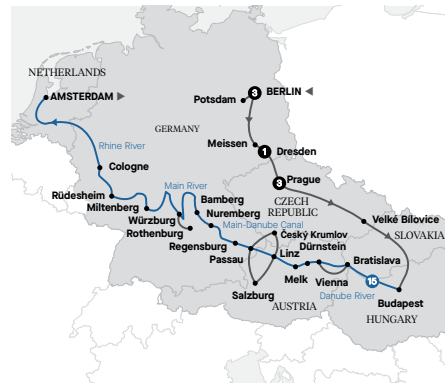 NETHERLANDS
AMSTERDAM
Potsdam
3
BERLIN
GERMANY
Meissen
1
Dresden
Rhine River
Cologne
3
Prague
CZECH
REPUBLIC
Main River
Rüdesheim
Miltenberg
Bamberg
Würzburg
Nuremberg
Velké Bílovice
Rothenburg
Main-Danube Canal
SLOVAKIA
Regensburg
Český Krumlov
Passau
Linz
Dürnstein
Bratislava
Melk
Vienna
15
Salzburg
Danube River
Budapest
AUSTRIA
HUNGARY